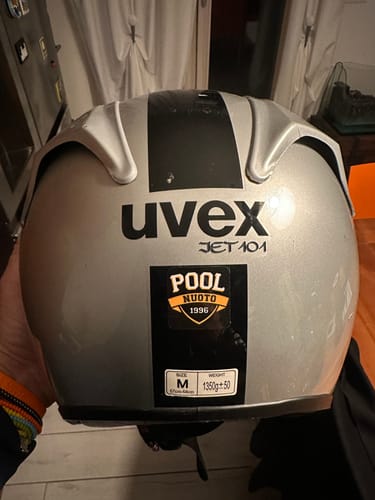 uvex
JET 101
POOL
NUOTO
1996
SIZE
M
WEIGHT
1350g±50